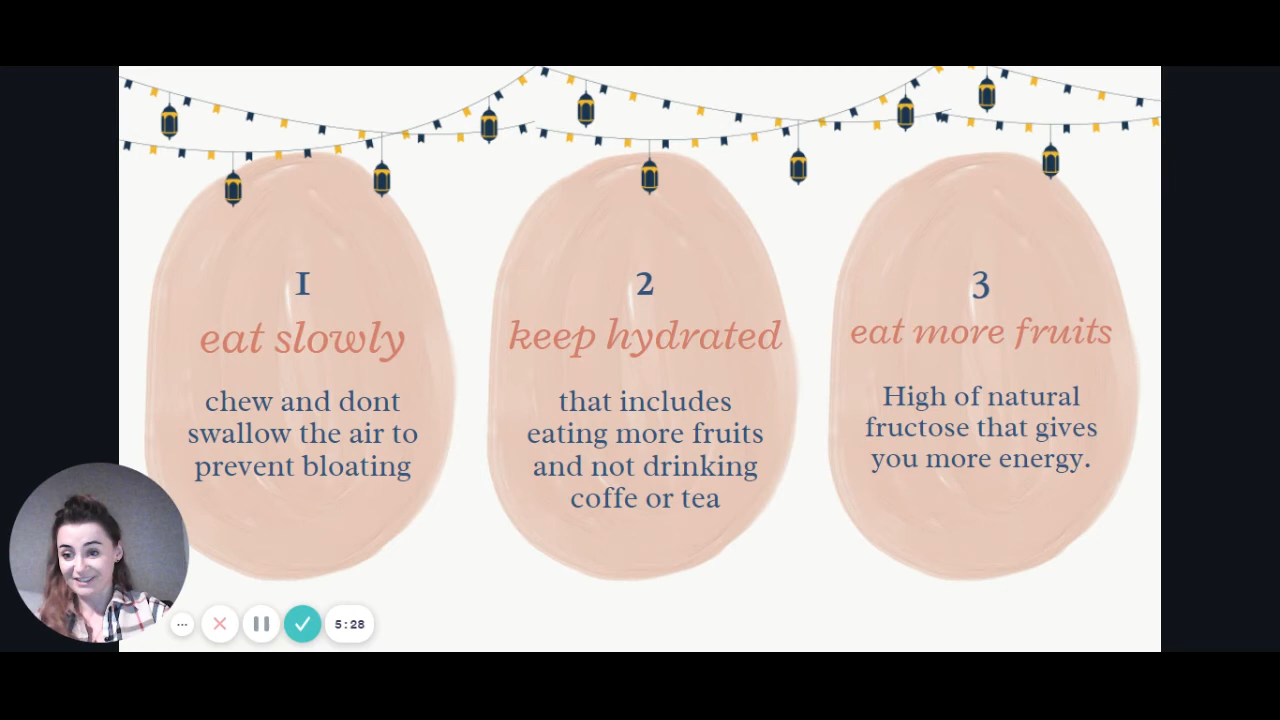 1
eat slowly
chew and dont
swallow the air to
prevent bloating
2
keep hydrated
that includes
eating more fruits
and not drinking
coffe or tea
3
eat more fruits
High of natural
fructose that gives
you more energy.
5:28